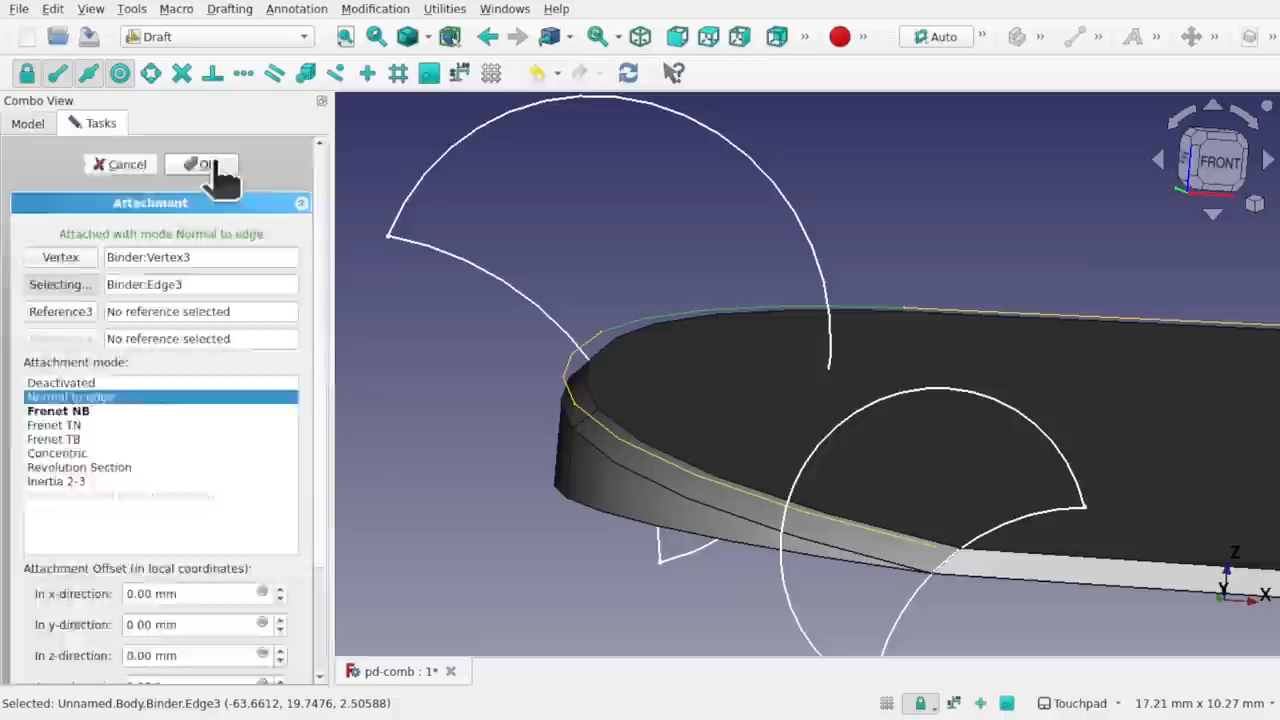 File Edit View Tools Macro Drafting Annotation Modification Utilities Windows Help
Draft
Auto
Combo View
Model Tasks
Cancel
Attachment
Attached with mode Normal to edge
Vertex Binder:Vertex3
Selecting... Binder:Edge3
Reference3 No reference selected
No reference selected
Attachment mode:
Deactivated
Normal to edge
Frenet NB
Frenet TN
Frenet TB
Concentric
Revolution Section
Inertia 2-3
Attachment Offset (in local coordinates):
In x-direction: 0.00 mm
In y-direction: 0.00 mm
In z-direction: 0.00 mm
FRONT
Z
Y
X
pd-comb : 1*
Selected: Unnamed.Body.Binder.Edge3 (-63.6612, 19.7476, 2.50588)
Touchpad
17.21 mm x 10.27 mm